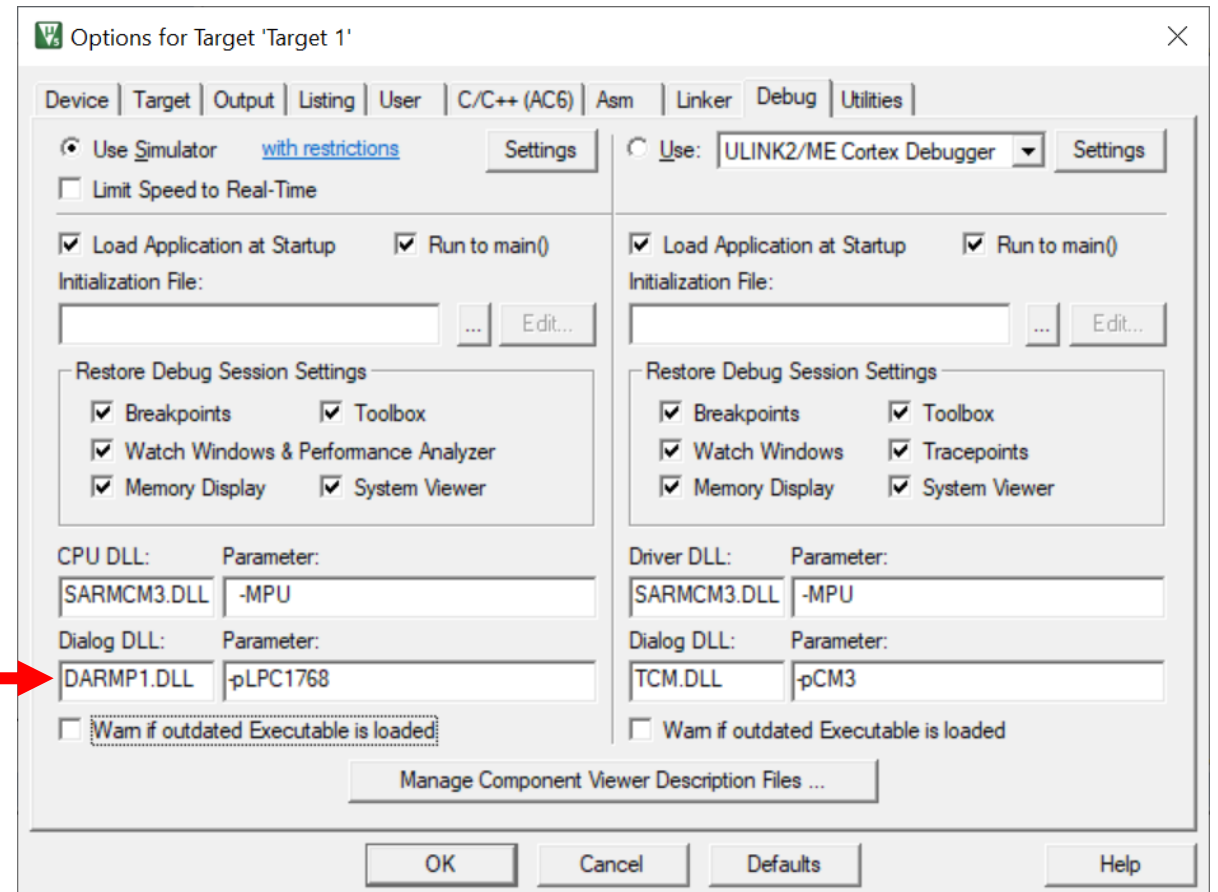 Options for Target 'Target 1'
Device Target Output Listing User C/C++ (AC6) Asm Linker Debug Utilities
Use Simulator with restrictions Settings
Limit Speed to Real-Time
Load Application at Startup Run to main()
Initialization File:
... Edit...
Restore Debug Session Settings
Breakpoints Toolbox
Watch Windows & Performance Analyzer
Memory Display System Viewer
CPU DLL: Parameter:
SARMCM3.DLL -MPU
Dialog DLL: Parameter:
DARMP1.DLL -pLPC1768
Warn if outdated Executable is loaded
Use: ULINK2/ME Cortex Debugger Settings
Load Application at Startup Run to main()
Initialization File:
... Edit...
Restore Debug Session Settings
Breakpoints Toolbox
Watch Windows Tracepoints
Memory Display System Viewer
Driver DLL: Parameter:
SARMCM3.DLL -MPU
Dialog DLL: Parameter:
TCM.DLL -pCM3
Warn if outdated Executable is loaded
Manage Component Viewer Description Files ...
OK Cancel Defaults Help